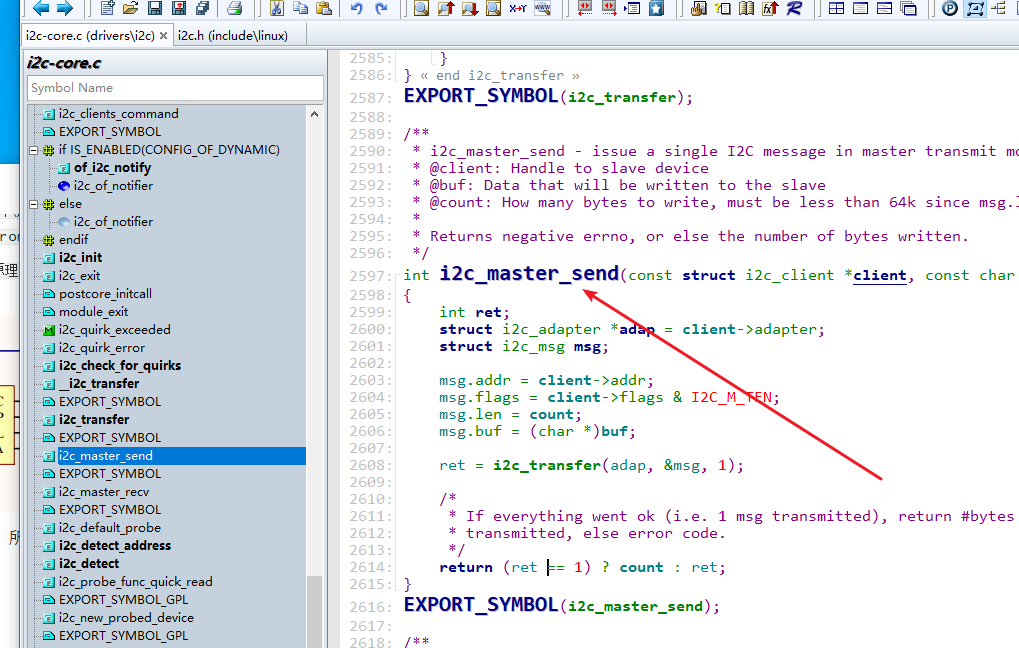 i2c-core.c (drivers\i2c)
i2c.h (include\linux)
i2c-core.c
Symbol Name
i2c_clients_command
EXPORT_SYMBOL
if IS_ENABLED(CONFIG_OF_DYNAMIC)
of_i2c_notify
i2c_of_notifier
else
i2c_of_notifier
endif
i2c_init
i2c_exit
postcore_initcall
module_exit
i2c_quirk_exceeded
i2c_quirk_error
i2c_check_for_quirks
__i2c_transfer
EXPORT_SYMBOL
i2c_transfer
EXPORT_SYMBOL
i2c_master_send
EXPORT_SYMBOL
i2c_master_recv
EXPORT_SYMBOL
i2c_default_probe
i2c_detect_address
i2c_detect
i2c_probe_func_quick_read
EXPORT_SYMBOL_GPL
i2c_new_probed_device
EXPORT_SYMBOL_GPL
2585: }
2586: } « end i2c_transfer »
2587: EXPORT_SYMBOL(i2c_transfer);
2588:
2589: /**
2590: * i2c_master_send - issue a single I2C message in master transmit mo
2591: * @client: Handle to slave device
2592: * @buf: Data that will be written to the slave
2593: * @count: How many bytes to write, must be less than 64k since msg.l
2594: *
2595: * Returns negative errno, or else the number of bytes written.
2596: */
2597: int i2c_master_send(const struct i2c_client *client, const char
2598: {
2599: int ret;
2600: struct i2c_adapter *adap = client->adapter;
2601: struct i2c_msg msg;
2602:
2603: msg.addr = client->addr;
2604: msg.flags = client->flags & I2C_M_TEN;
2605: msg.len = count;
2606: msg.buf = (char *)buf;
2607:
2608: ret = i2c_transfer(adap, &msg, 1);
2609:
2610: /*
2611: * If everything went ok (i.e. 1 msg transmitted), return #bytes
2612: * transmitted, else error code.
2613: */
2614: return (ret == 1) ? count : ret;
2615: }
2616: EXPORT_SYMBOL(i2c_master_send);
2617:
2618: /**